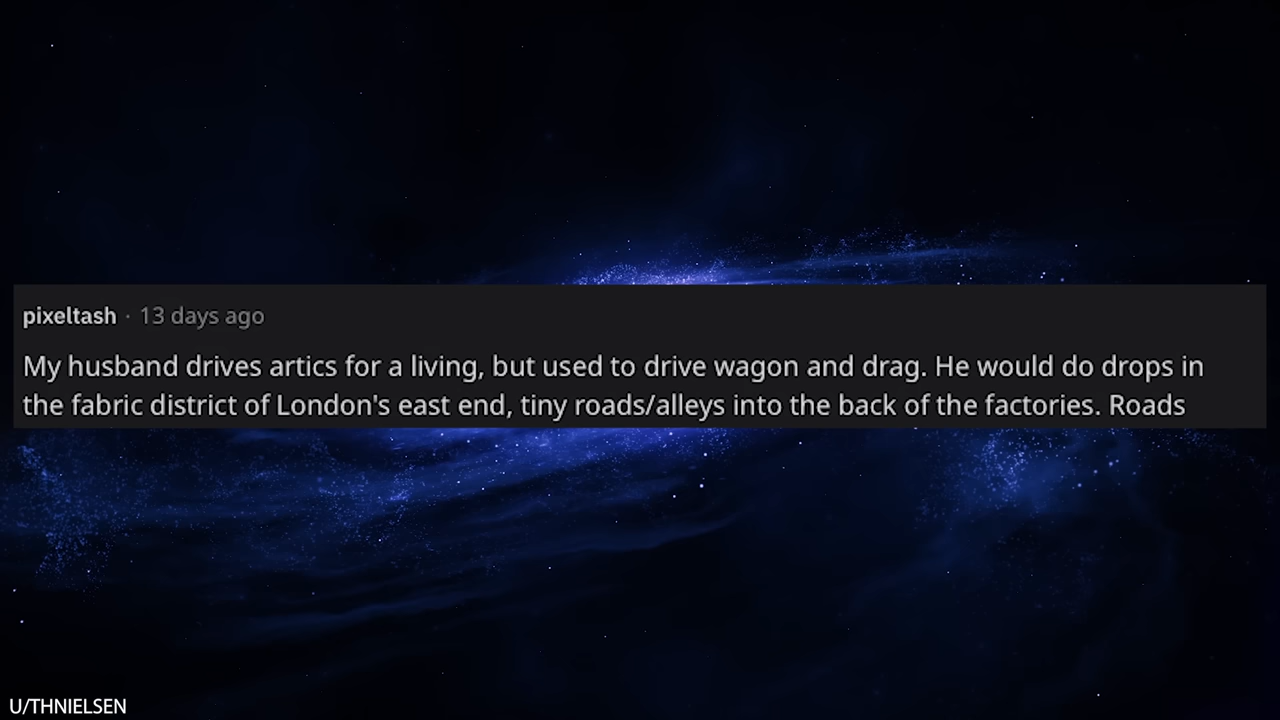 pixeltash · 13 days ago
My husband drives artics for a living, but used to drive wagon and drag. He would do drops in
the fabric district of London's east end, tiny roads/alleys into the back of the factories. Roads
U/THNIELSEN